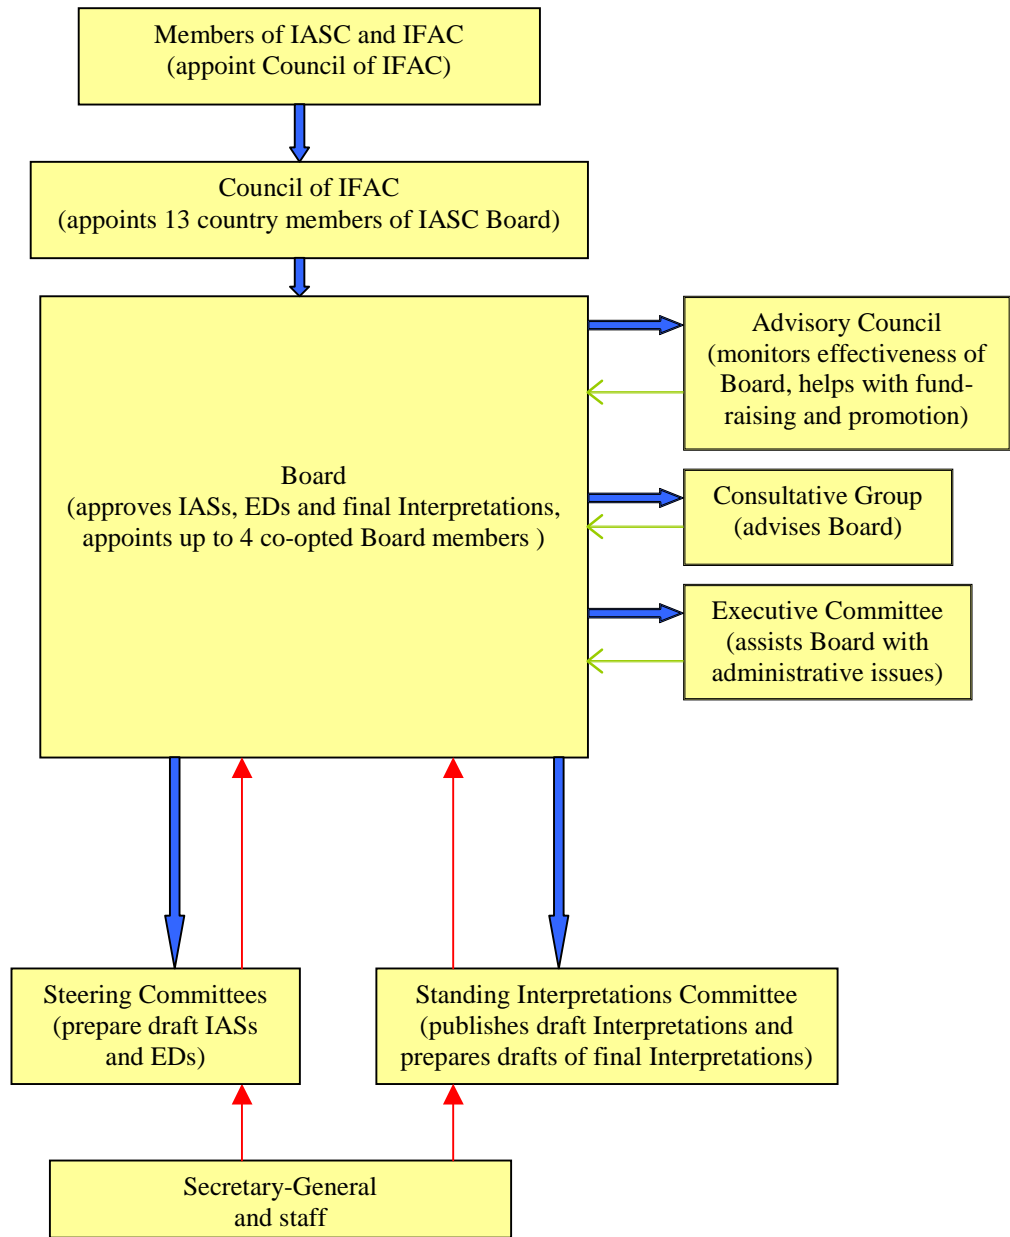 Members of IASC and IFAC
(appoint Council of IFAC)
Council of IFAC
(appoints 13 country members of IASC Board)
Board
(approves IASs, EDs and final Interpretations,
appoints up to 4 co-opted Board members )
Advisory Council
(monitors effectiveness of
Board, helps with fund-
raising and promotion)
Consultative Group
(advises Board)
Executive Committee
(assists Board with
administrative issues)
Steering Committees
(prepare draft IASs
and EDs)
Standing Interpretations Committee
(publishes draft Interpretations and
prepares drafts of final Interpretations)
Secretary-General
and staff